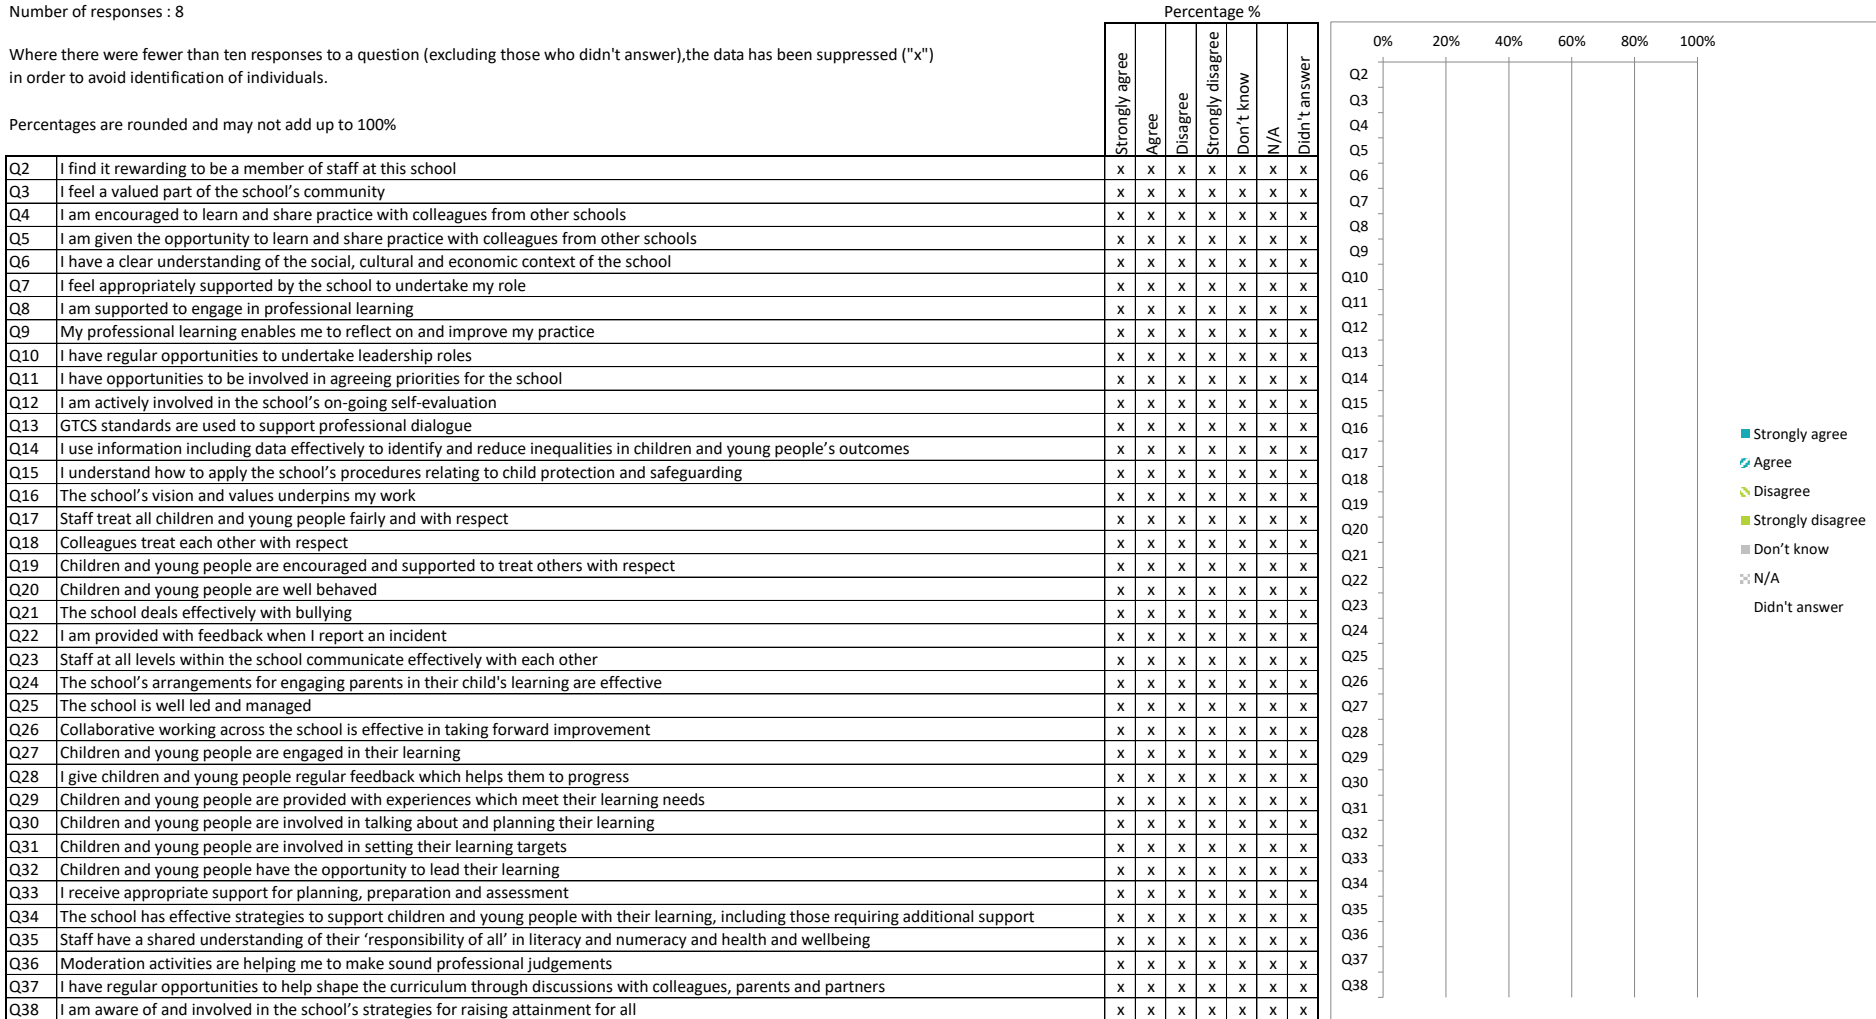 Number of responses : 8
Percentage %
Where there were fewer than ten responses to a question (excluding those who didn't answer),the data has been suppressed ("x")
in order to avoid identification of individuals.
Percentages are rounded and may not add up to 100%
Strongly agree
Agree
Disagree
Strongly disagree
Don't know
N/A
Didn't answer
Q2 I find it rewarding to be a member of staff at this school x x x x x x x
Q3 I feel a valued part of the school’s community x x x x x x x
Q4 I am encouraged to learn and share practice with colleagues from other schools x x x x x x x
Q5 I am given the opportunity to learn and share practice with colleagues from other schools x x x x x x x
Q6 I have a clear understanding of the social, cultural and economic context of the school x x x x x x x
Q7 I feel appropriately supported by the school to undertake my role x x x x x x x
Q8 I am supported to engage in professional learning x x x x x x x
Q9 My professional learning enables me to reflect on and improve my practice x x x x x x x
Q10 I have regular opportunities to undertake leadership roles x x x x x x x
Q11 I have opportunities to be involved in agreeing priorities for the school x x x x x x x
Q12 I am actively involved in the school’s on-going self-evaluation x x x x x x x
Q13 GTCS standards are used to support professional dialogue x x x x x x x
Q14 I use information including data effectively to identify and reduce inequalities in children and young people’s outcomes x x x x x x x
Q15 I understand how to apply the school’s procedures relating to child protection and safeguarding x x x x x x x
Q16 The school’s vision and values underpins my work x x x x x x x
Q17 Staff treat all children and young people fairly and with respect x x x x x x x
Q18 Colleagues treat each other with respect x x x x x x x
Q19 Children and young people are encouraged and supported to treat others with respect x x x x x x x
Q20 Children and young people are well behaved x x x x x x x
Q21 The school deals effectively with bullying x x x x x x x
Q22 I am provided with feedback when I report an incident x x x x x x x
Q23 Staff at all levels within the school communicate effectively with each other x x x x x x x
Q24 The school’s arrangements for engaging parents in their child's learning are effective x x x x x x x
Q25 The school is well led and managed x x x x x x x
Q26 Collaborative working across the school is effective in taking forward improvement x x x x x x x
Q27 Children and young people are engaged in their learning x x x x x x x
Q28 I give children and young people regular feedback which helps them to progress x x x x x x x
Q29 Children and young people are provided with experiences which meet their learning needs x x x x x x x
Q30 Children and young people are involved in talking about and planning their learning x x x x x x x
Q31 Children and young people are involved in setting their learning targets x x x x x x x
Q32 Children and young people have the opportunity to lead their learning x x x x x x x
Q33 I receive appropriate support for planning, preparation and assessment x x x x x x x
Q34 The school has effective strategies to support children and young people with their learning, including those requiring additional support x x x x x x x
Q35 Staff have a shared understanding of their ‘responsibility of all’ in literacy and numeracy and health and wellbeing x x x x x x x
Q36 Moderation activities are helping me to make sound professional judgements x x x x x x x
Q37 I have regular opportunities to help shape the curriculum through discussions with colleagues, parents and partners x x x x x x x
Q38 I am aware of and involved in the school’s strategies for raising attainment for all x x x x x x x
0% 20% 40% 60% 80% 100%
Q2
Q3
Q4
Q5
Q6
Q7
Q8
Q9
Q10
Q11
Q12
Q13
Q14
Q15
Q16
Q17
Q18
Q19
Q20
Q21
Q22
Q23
Q24
Q25
Q26
Q27
Q28
Q29
Q30
Q31
Q32
Q33
Q34
Q35
Q36
Q37
Q38
Strongly agree
Agree
Disagree
Strongly disagree
Don’t know
N/A
Didn't answer